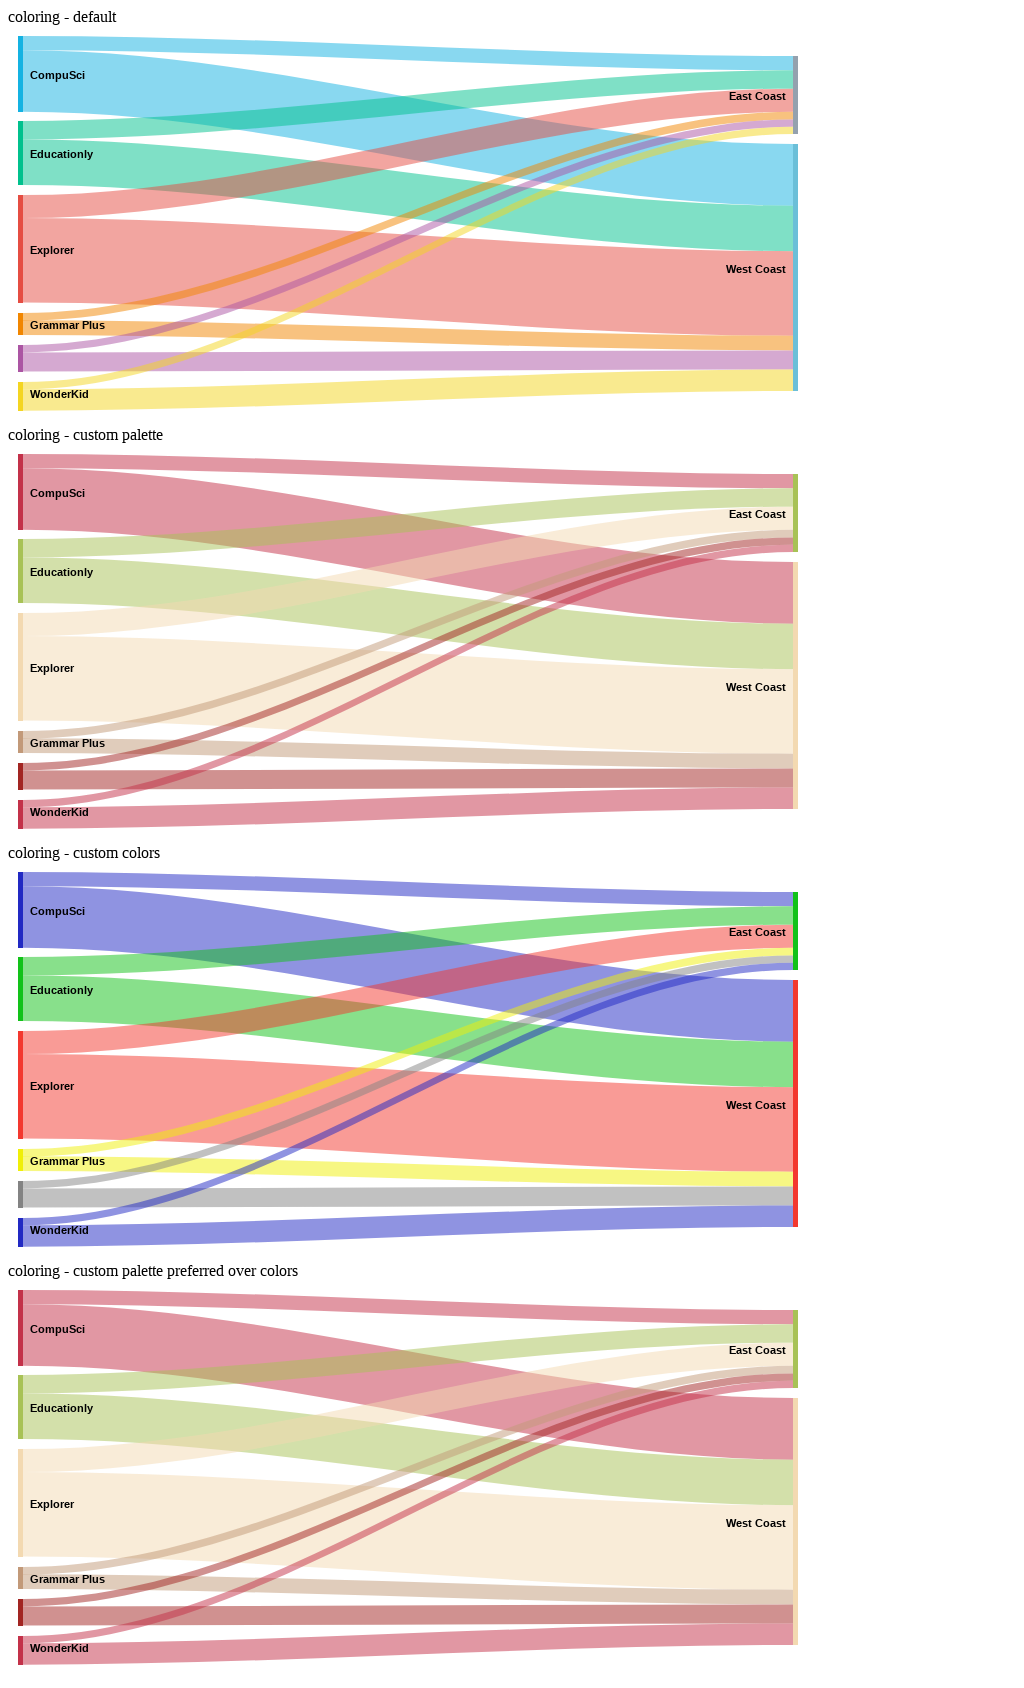 coloring - default
CompuSci
East Coast
Educationly
Explorer
West Coast
Grammar Plus
WonderKid
coloring - custom palette
CompuSci
East Coast
Educationly
Explorer
West Coast
Grammar Plus
WonderKid
coloring - custom colors
CompuSci
East Coast
Educationly
Explorer
West Coast
Grammar Plus
WonderKid
coloring - custom palette preferred over colors
CompuSci
East Coast
Educationly
Explorer
West Coast
Grammar Plus
WonderKid